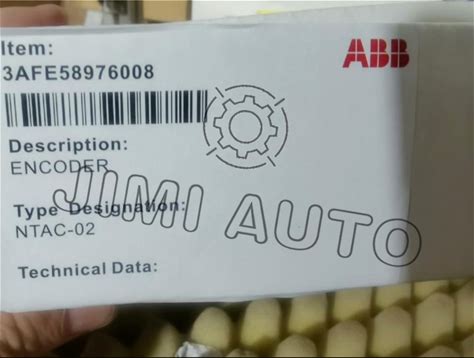 Item:
ABB
3AFE58976008
Description:
ENCODER
JIMI AUTO
Type Designation:
NTAC-02
Technical Data: